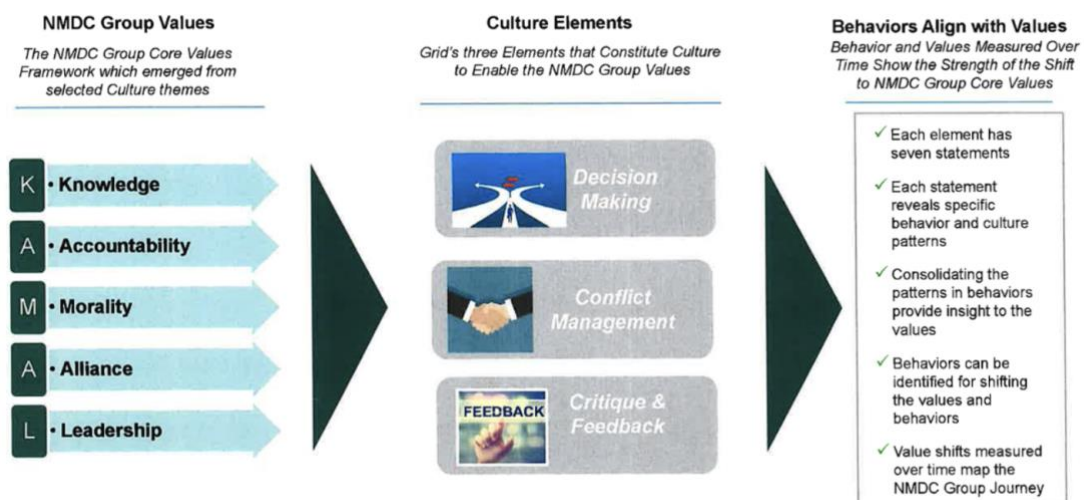 NMDC Group Values
The NMDC Group Core Values
Framework which emerged from
selected Culture themes
K • Knowledge
A • Accountability
M • Morality
A • Alliance
L • Leadership
Culture Elements
Grid's three Elements that Constitute Culture
to Enable the NMDC Group Values
Decision
Making
Conflict
Management
FEEDBACK
Critique &
Feedback
Behaviors Align with Values
Behavior and Values Measured Over
Time Show the Strength of the Shift
to NMDC Group Core Values
✓ Each element has
seven statements
✓ Each statement
reveals specific
behavior and culture
patterns
✓ Consolidating the
patterns in behaviors
provide insight to the
values
✓ Behaviors can be
identified for shifting
the values and
behaviors
✓ Value shifts measured
over time map the
NMDC Group Journey